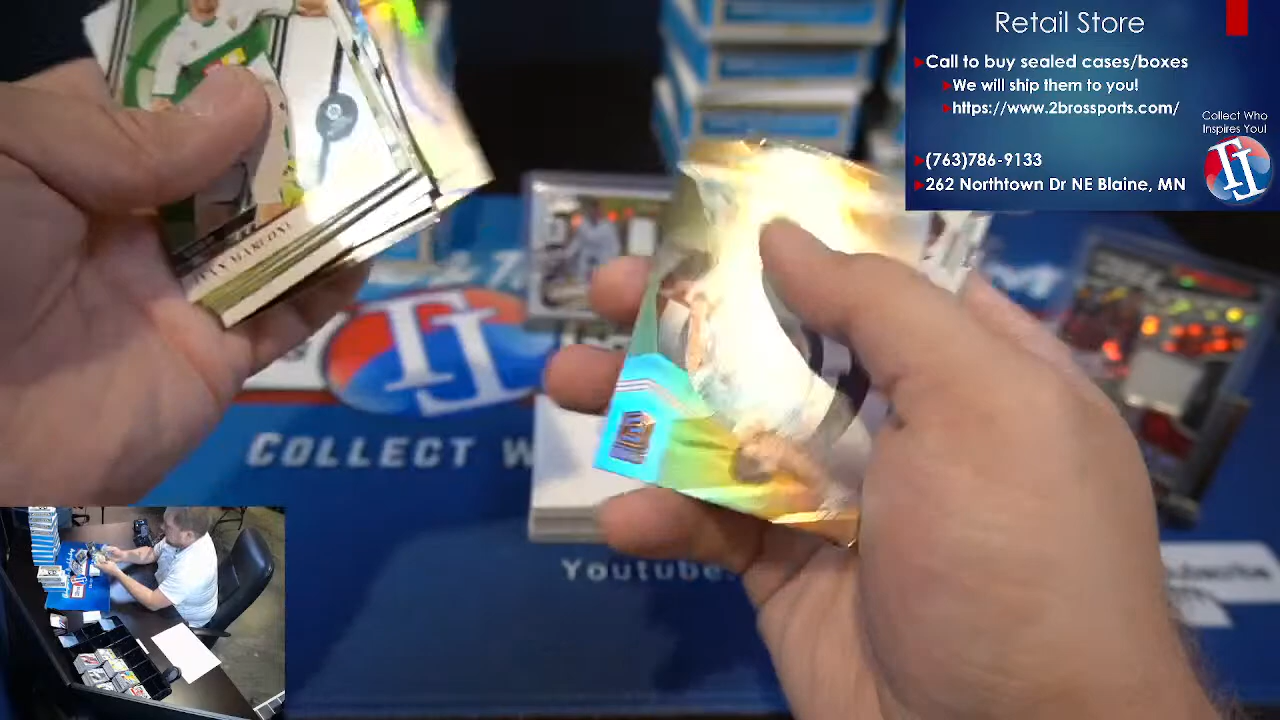 Retail Store
Call to buy sealed cases/boxes
We will ship them to you!
https://www.2brossports.com/
Collect Who
Inspires You!
(763)786-9133
262 Northtown Dr NE Blaine, MN
COLLECT W
Youtube.